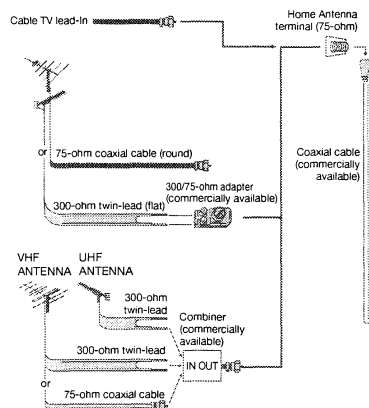 Cable TV lead-In
Home Antenna
terminal (75-ohm)
or
75-ohm coaxial cable (round)
Coaxial cable
(commercially
available)
300/75-ohm adapter
(commercially available)
300-ohm twin-lead (flat)
VHF
ANTENNA
UHF
ANTENNA
300-ohm
twin-lead
Combiner
(commercially
available)
300-ohm twin-lead
IN OUT
or
75-ohm coaxial cable